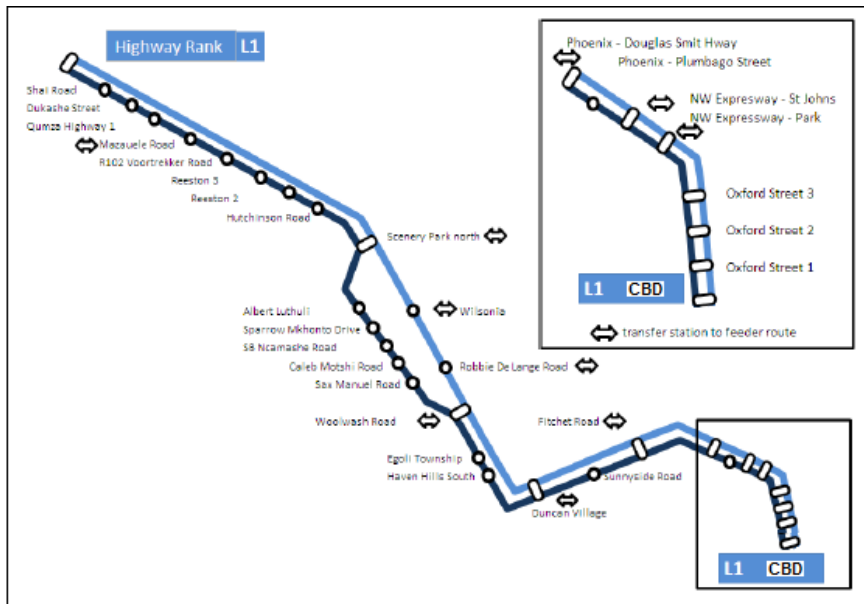 Highway Rank L1
Shai Road
Dukashe Street
Qumza Highway 1
Mazauele Road
R102 Voortrekker Road
Reeston 3
Reeston 2
Hutchinson Road
Scenery Park north
Albert Luthuli
Sparrow Mkhonto Drive
SB Ncamashe Road
Caleb Motshi Road
Sax Manuel Road
Wilsonia
Robbie De Lange Road
Woolwash Road
Egoli Township
Haven Hills South
Fitchet Road
Sunnyside Road
Duncan Village
L1 CBD
Phoenix - Douglas Smit Hway
Phoenix - Plumbago Street
NW Expresway - St Johns
NW Expressway - Park
Oxford Street 3
Oxford Street 2
Oxford Street 1
L1 CBD
transfer station to feeder route